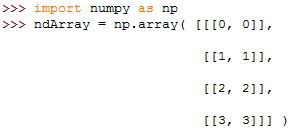 >>> import numpy as np
>>> ndArray = np.array( [[[0, 0]],
[[1, 1]],
[[2, 2]],
[[3, 3]]] )